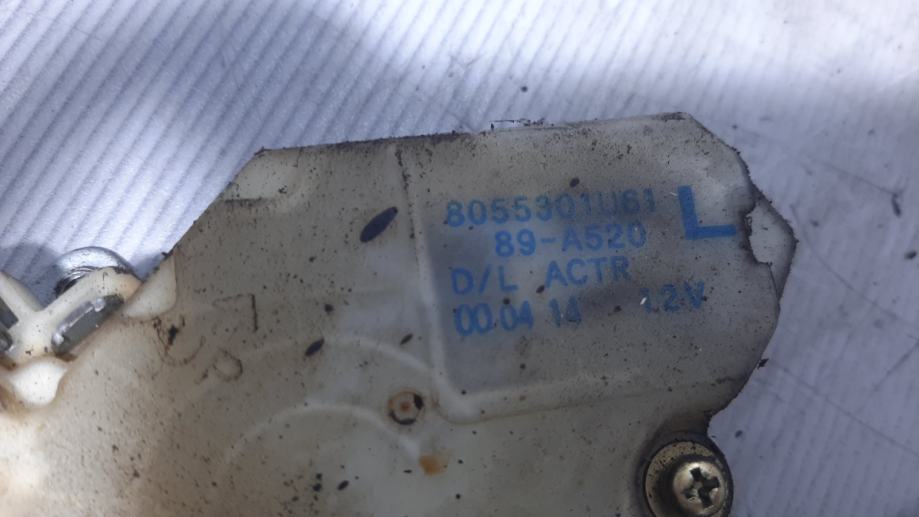 8055301U61 L
89-A520
D/L ACTR
00.04 14 12V